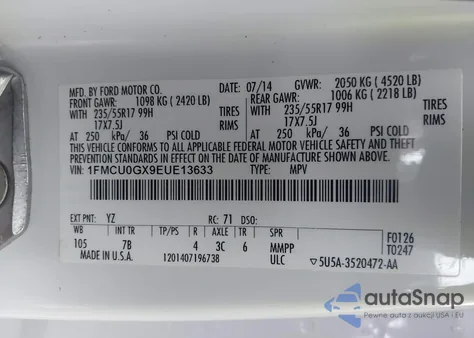 MFD. BY FORD MOTOR CO. DATE: 07/14 GVWR: 2050 KG (4520 LB)
FRONT GAWR: 1098 KG (2420 LB) REAR GAWR: 1006 KG (2218 LB)
WITH 235/55R17 99H TIRES WITH 235/55R17 99H TIRES
17X7.5J RIMS 17X7.5J RIMS
AT 250 kPa/ 36 PSI COLD AT 250 kPa/ 36 PSI COLD
THIS VEHICLE CONFORMS TO ALL APPLICABLE FEDERAL MOTOR VEHICLE SAFETY AND THEFT PREVENTION STANDARDS IN EFFECT ON THE DATE OF MANUFACTURE SHOWN ABOVE.
VIN: 1FMCU0GX9EUE13633 TYPE: MPV
EXT PNT: YZ RC: 71 DSO:
WB INT TR TP/PS R AXLE TR SPR F0126
105 7B 4 3C 6 MMPP T0247
1201407196738 ULC ▽5U5A-3520472-AA
autoSnap
Pewne auta z aukcji USA i EU